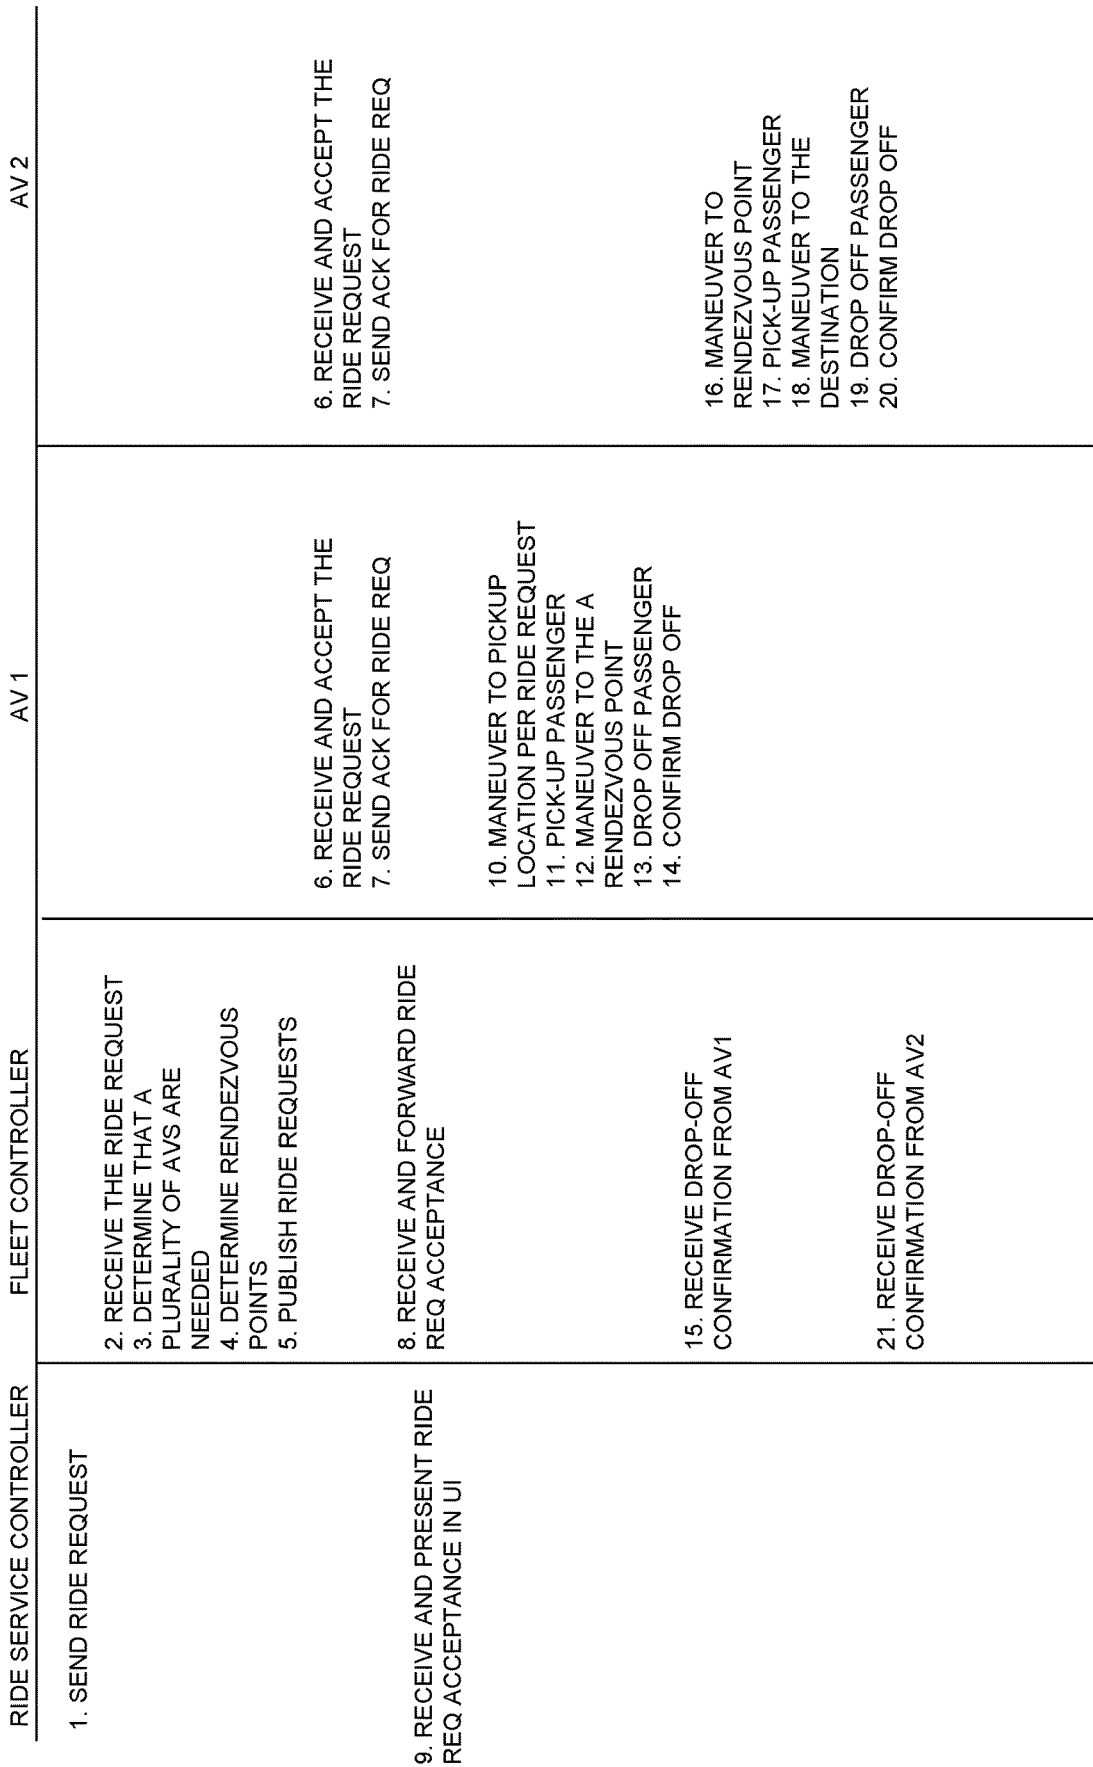 RIDE SERVICE CONTROLLER
FLEET CONTROLLER
AV 1
AV 2
1. SEND RIDE REQUEST
2. RECEIVE THE RIDE REQUEST
3. DETERMINE THAT A
PLURALITY OF AVS ARE
NEEDED
4. DETERMINE RENDEZVOUS
POINTS
5. PUBLISH RIDE REQUESTS
6. RECEIVE AND ACCEPT THE
RIDE REQUEST
7. SEND ACK FOR RIDE REQ
6. RECEIVE AND ACCEPT THE
RIDE REQUEST
7. SEND ACK FOR RIDE REQ
8. RECEIVE AND FORWARD RIDE
REQ ACCEPTANCE
9. RECEIVE AND PRESENT RIDE
REQ ACCEPTANCE IN UI
10. MANEUVER TO PICKUP
LOCATION PER RIDE REQUEST
11. PICK-UP PASSENGER
12. MANEUVER TO THE A
RENDEZVOUS POINT
13. DROP OFF PASSENGER
14. CONFIRM DROP OFF
15. RECEIVE DROP-OFF
CONFIRMATION FROM AV1
16. MANEUVER TO
RENDEZVOUS POINT
17. PICK-UP PASSENGER
18. MANEUVER TO THE
DESTINATION
19. DROP OFF PASSENGER
20. CONFIRM DROP OFF
21. RECEIVE DROP-OFF
CONFIRMATION FROM AV2